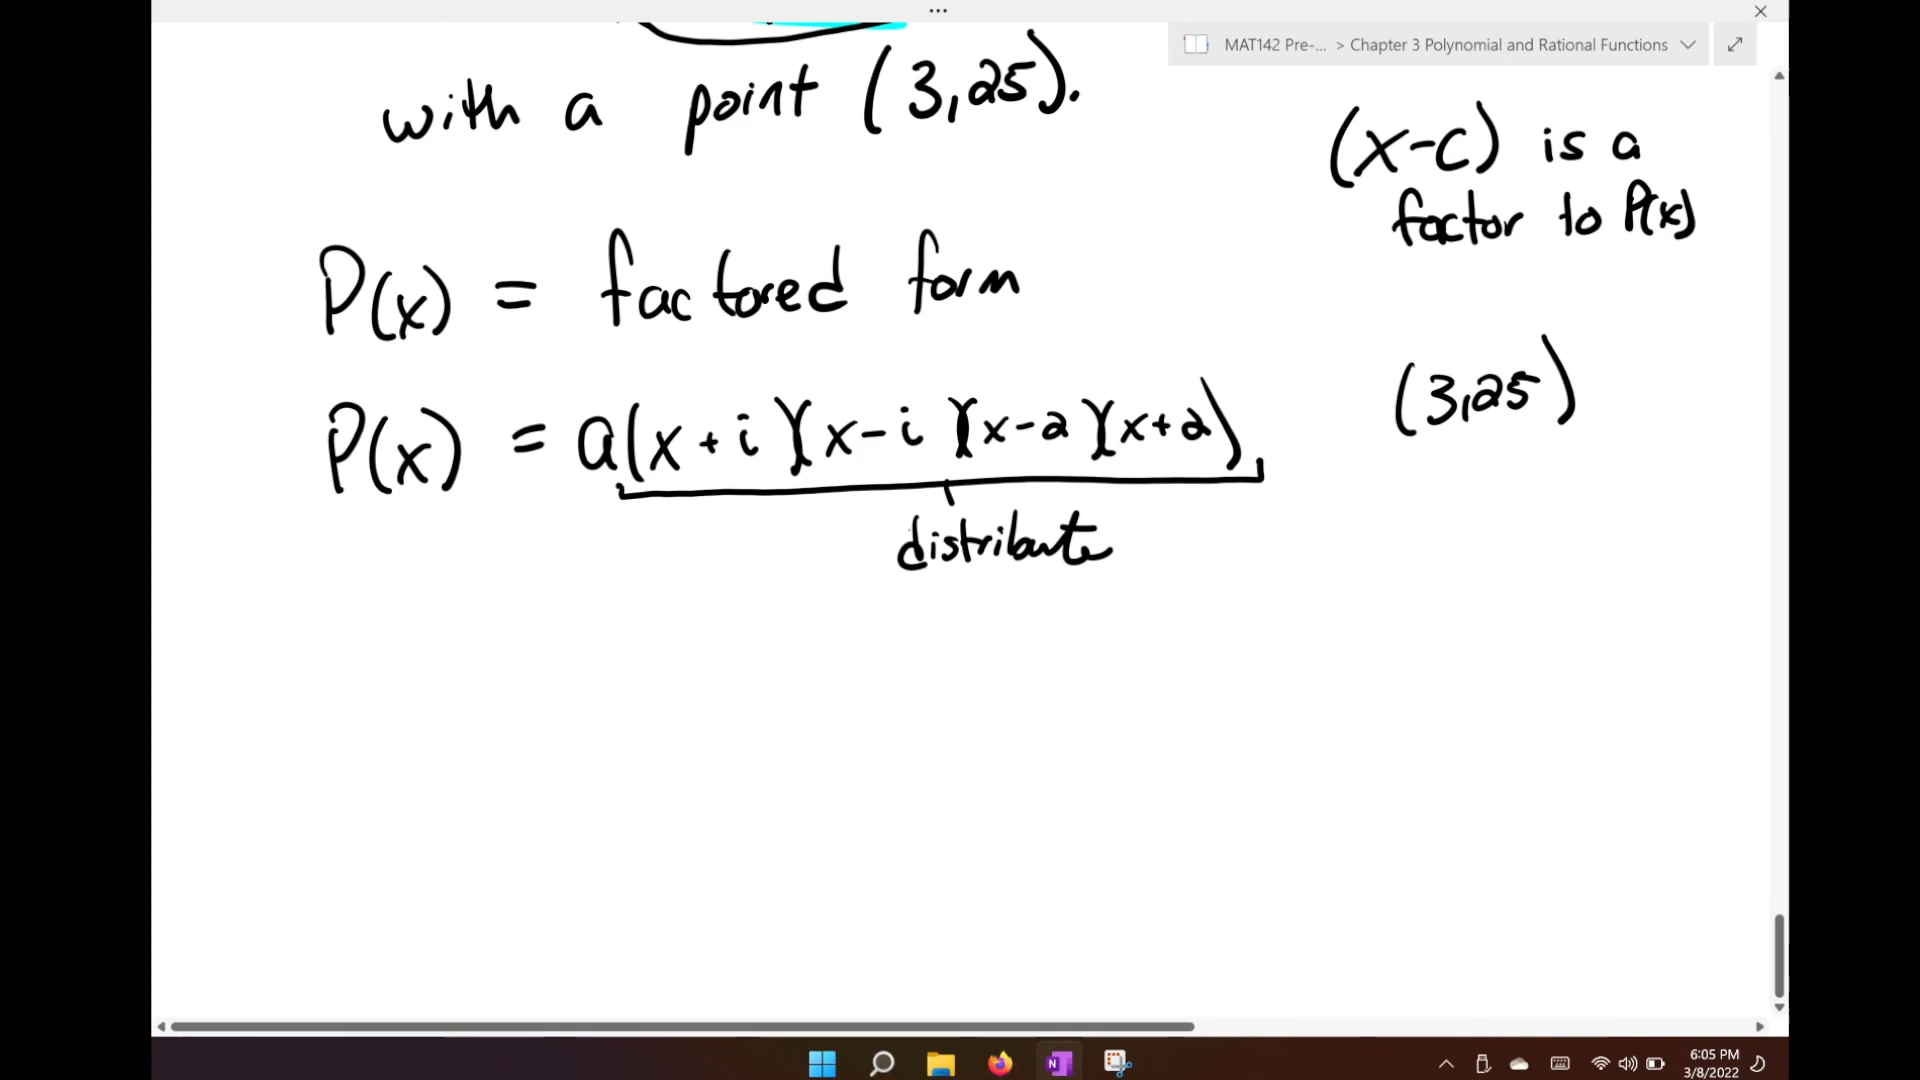 MAT142 Pre-... > Chapter 3 Polynomial and Rational Functions
with a point (3,25).
(x-c) is a
factor to P(x)
P(x) = factored form
P(x) = a(x+i)(x-i)(x-2)(x+2)
(3,25)
distribute
6:05 PM
3/8/2022